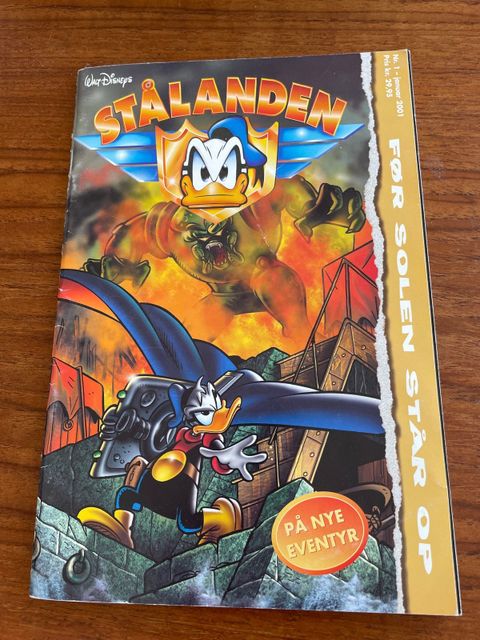 Walt Disney's
STÅLANDEN
Nr. 1 - januar 2001
Pris kr. 29.95
FØR SOLEN STÅR OP
PÅ NYE
EVENTYR